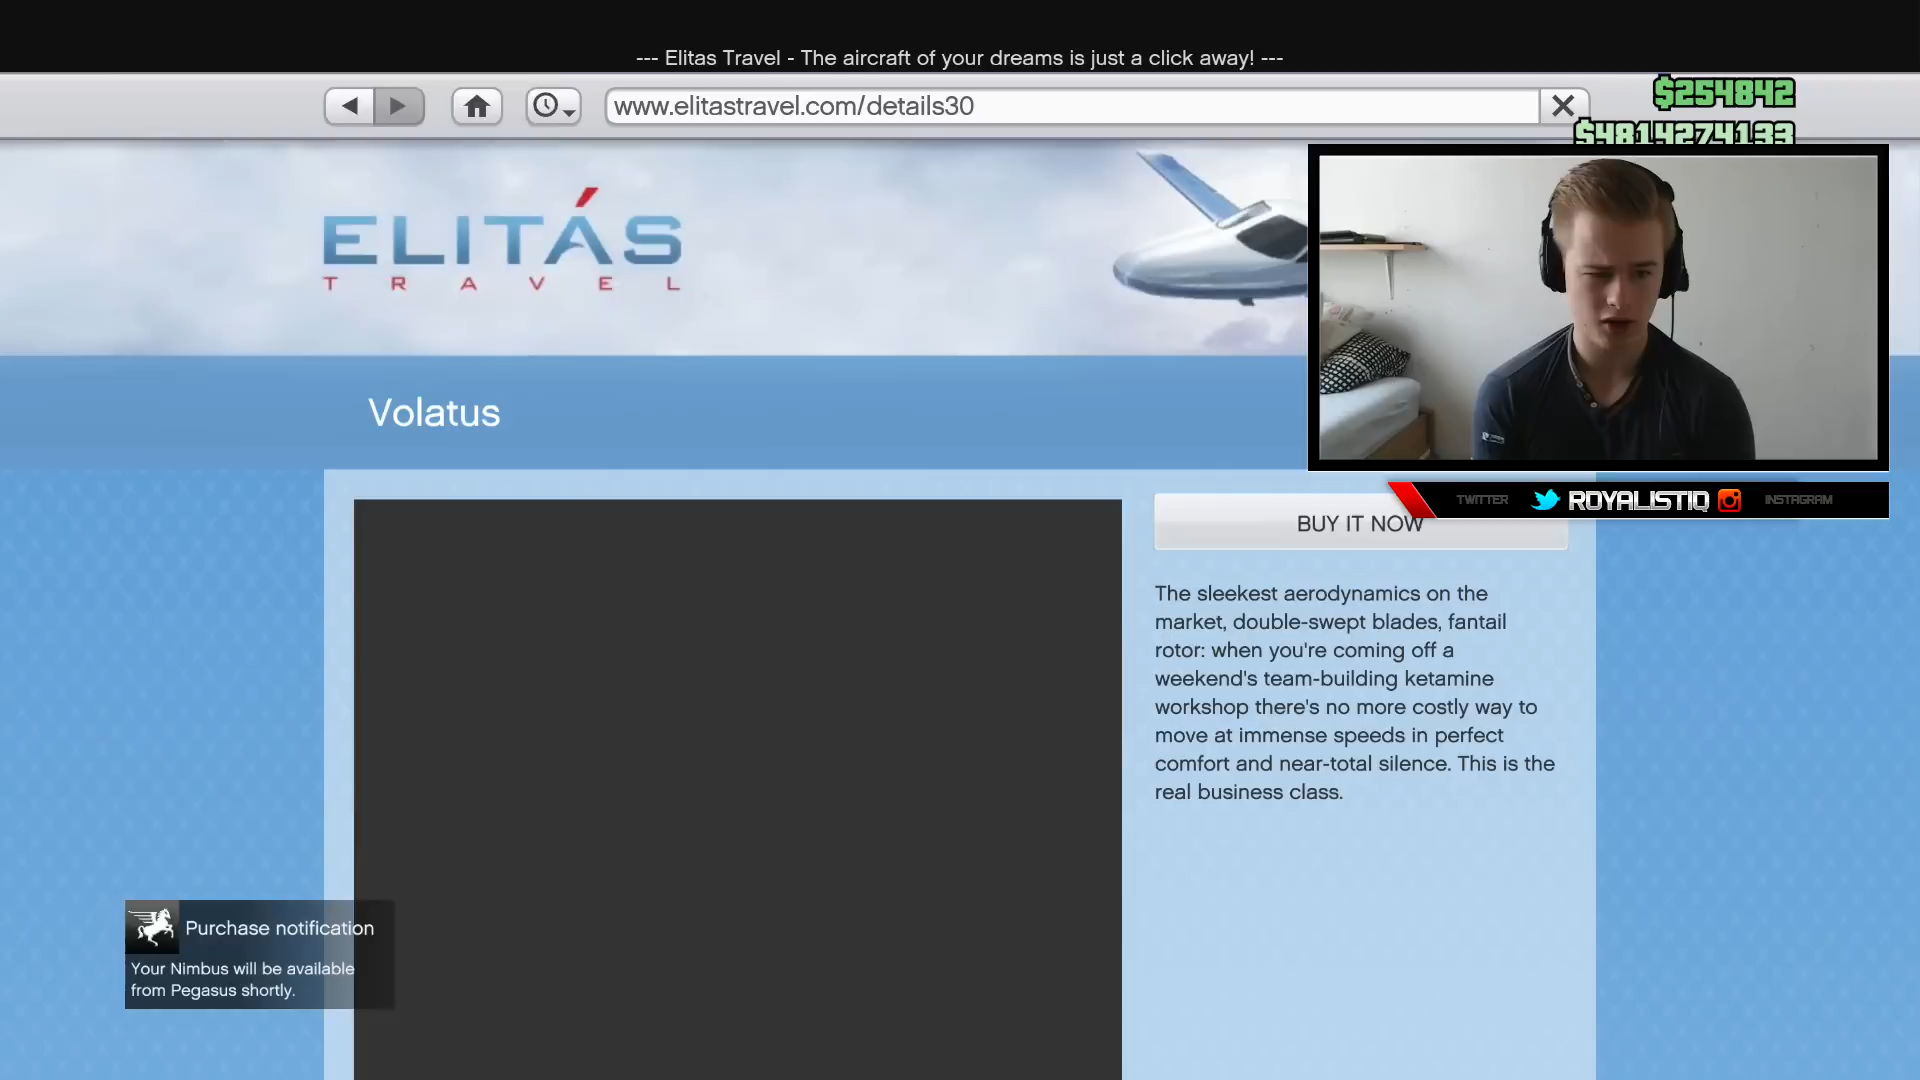 --- Elitas Travel - The aircraft of your dreams is just a click away! ---
www.elitastravel.com/details30
$254842
$4814274133
ELITÁS
TRAVEL
Volatus
TWITTER ROYALISTIQ INSTAGRAM
BUY IT NOW
The sleekest aerodynamics on the
market, double-swept blades, fantail
rotor: when you're coming off a
weekend's team-building ketamine
workshop there's no more costly way to
move at immense speeds in perfect
comfort and near-total silence. This is the
real business class.
Purchase notification
Your Nimbus will be available
from Pegasus shortly.